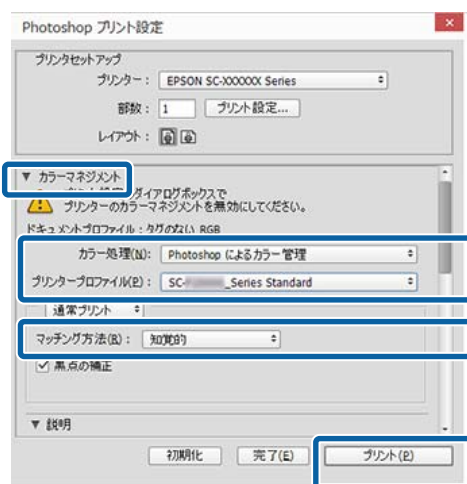 Photoshop プリント設定
プリンタセットアップ
プリンター： EPSON SC-XXXXXX Series
部数： 1 プリント設定...
レイアウト：
▼ カラーマネジメント
ダイアログボックスで
プリンターのカラーマネジメントを無効にしてください。
ドキュメントプロファイル：タグのない RGB
カラー処理(N)： Photoshop によるカラー管理
プリンタープロファイル(P)： SC- _Series Standard
通常プリント
マッチング方法(R)： 知覚的
黒点の補正
▼ 説明
初期化 完了(E) プリント(P)